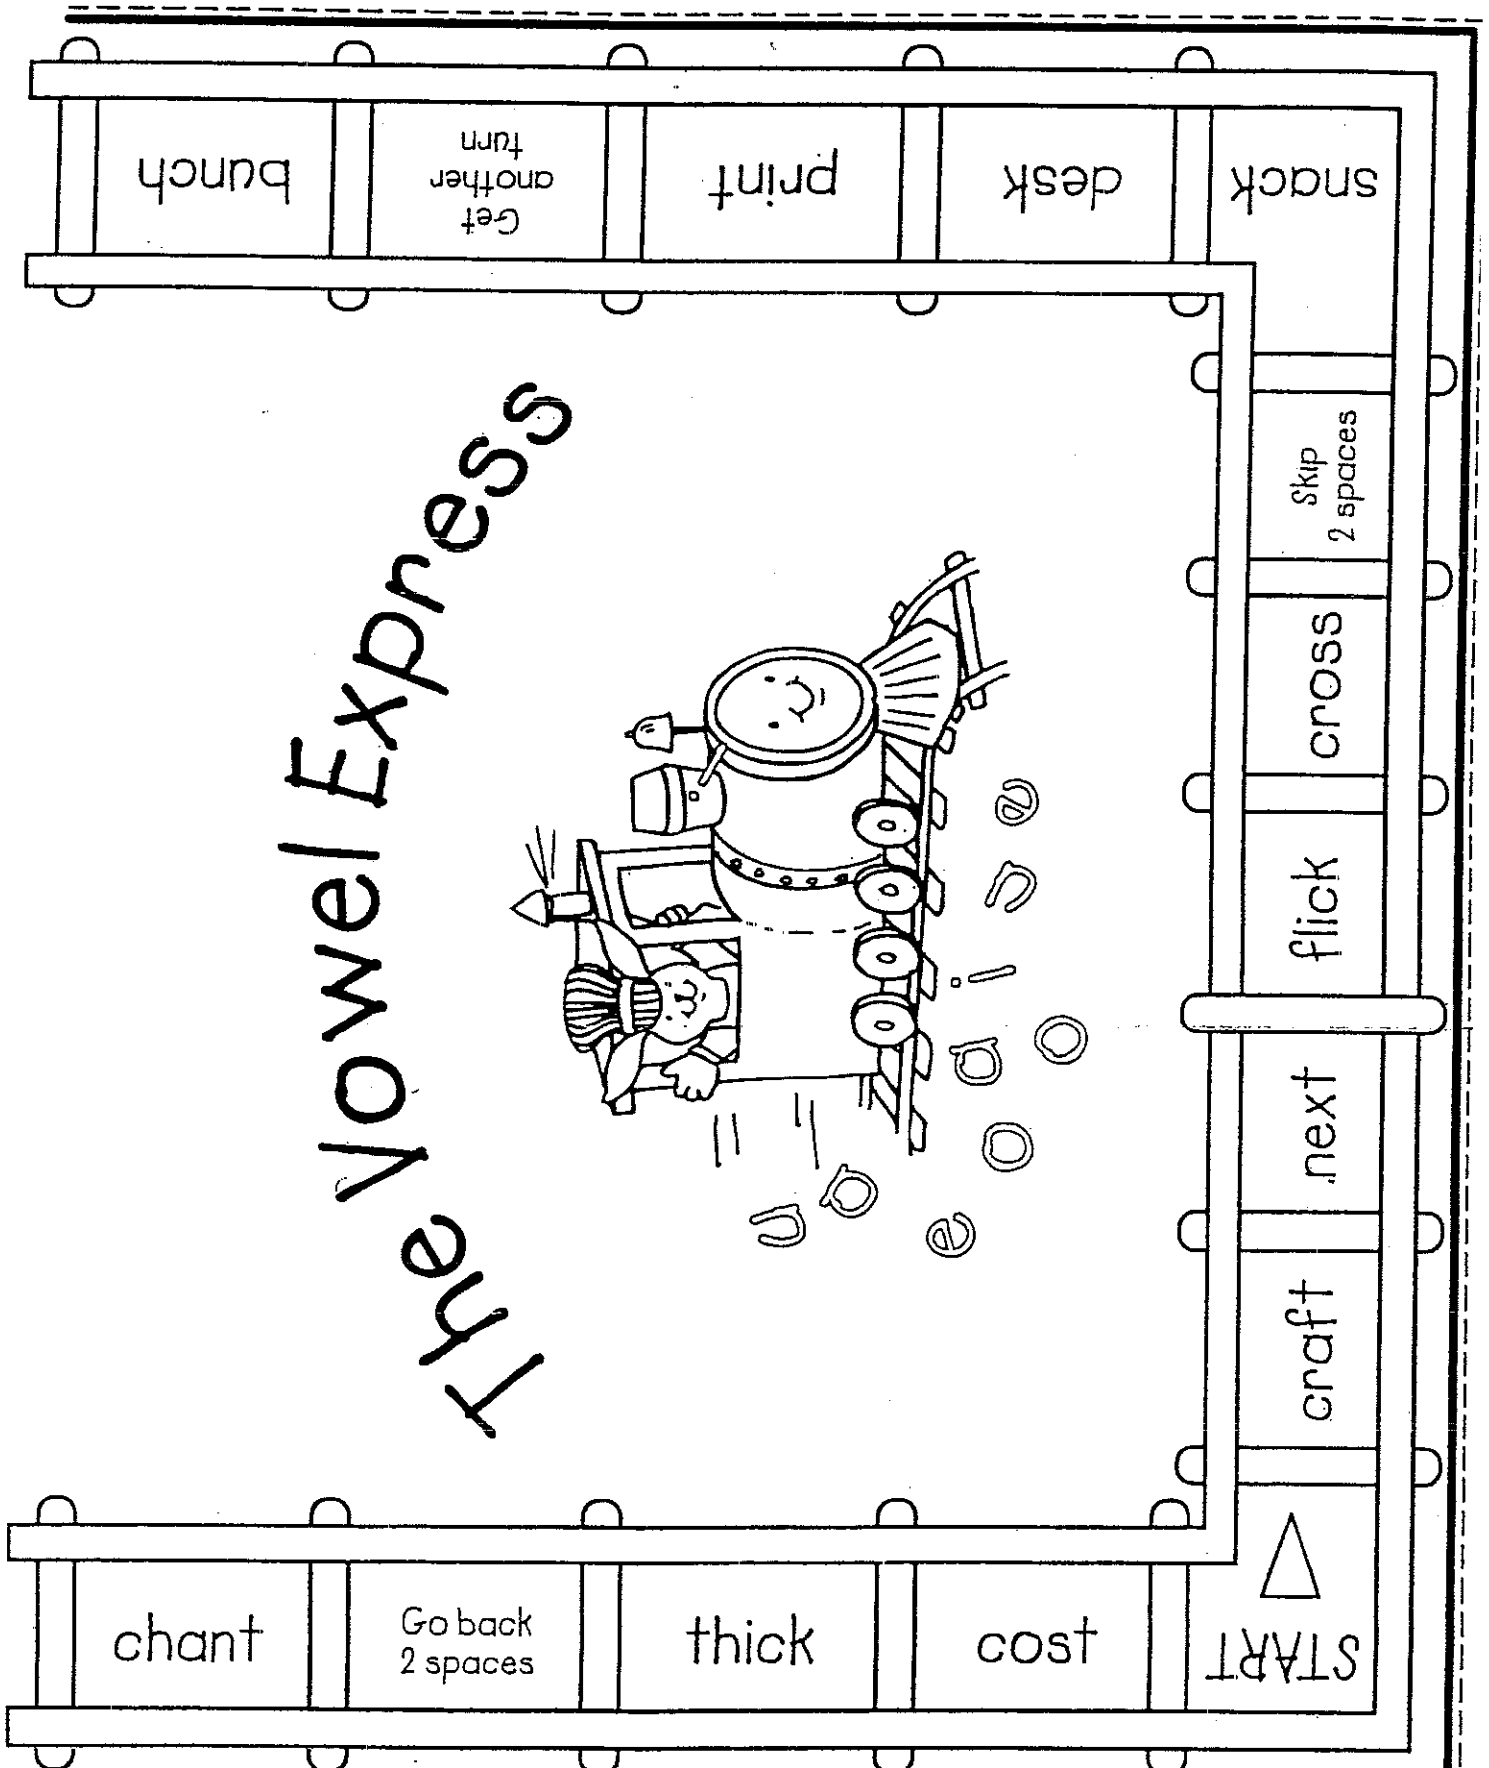 The Vowel Express
START
craft
next
flick
cross
Skip
2 spaces
snack
desk
print
Get
another
turn
bunch
chant
Go back
2 spaces
thick
cost
e
u
i
a
o
o
a
u
e